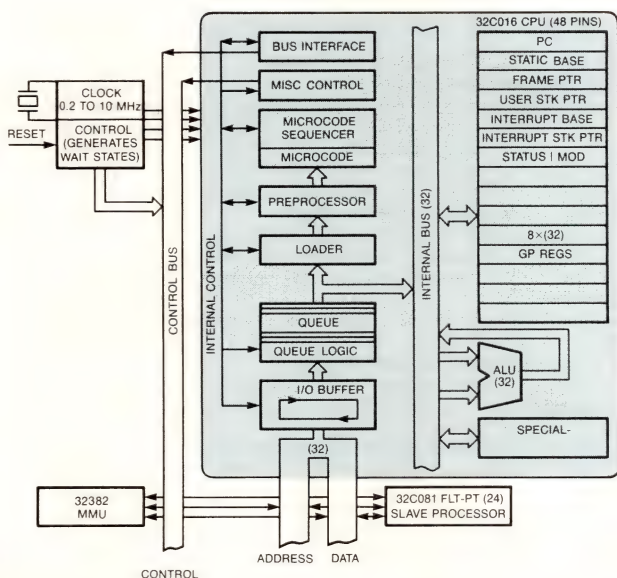 32C016 CPU (48 PINS)
BUS INTERFACE
MISC CONTROL
MICROCODE
SEQUENCER
MICROCODE
PREPROCESSOR
LOADER
QUEUE
QUEUE LOGIC
I/O BUFFER
(32)
CLOCK
0.2 TO 10 MHz
CONTROL
(GENERATES
WAIT STATES)
RESET
CONTROL BUS
INTERNAL CONTROL
INTERNAL BUS (32)
PC
STATIC BASE
FRAME PTR
USER STK PTR
INTERRUPT BASE
INTERRUPT STK PTR
STATUS | MOD
8×(32)
GP REGS
ALU
(32)
SPECIAL-
32382
MMU
32C081 FLT-PT (24)
SLAVE PROCESSOR
ADDRESS
DATA
CONTROL